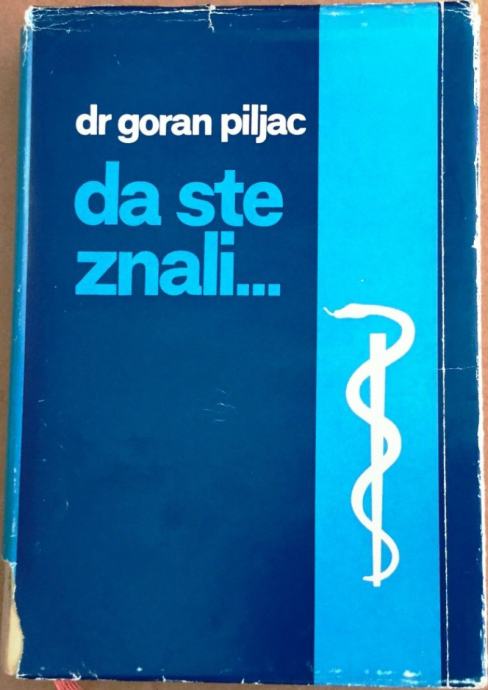 dr goran piljac
da ste
znali...